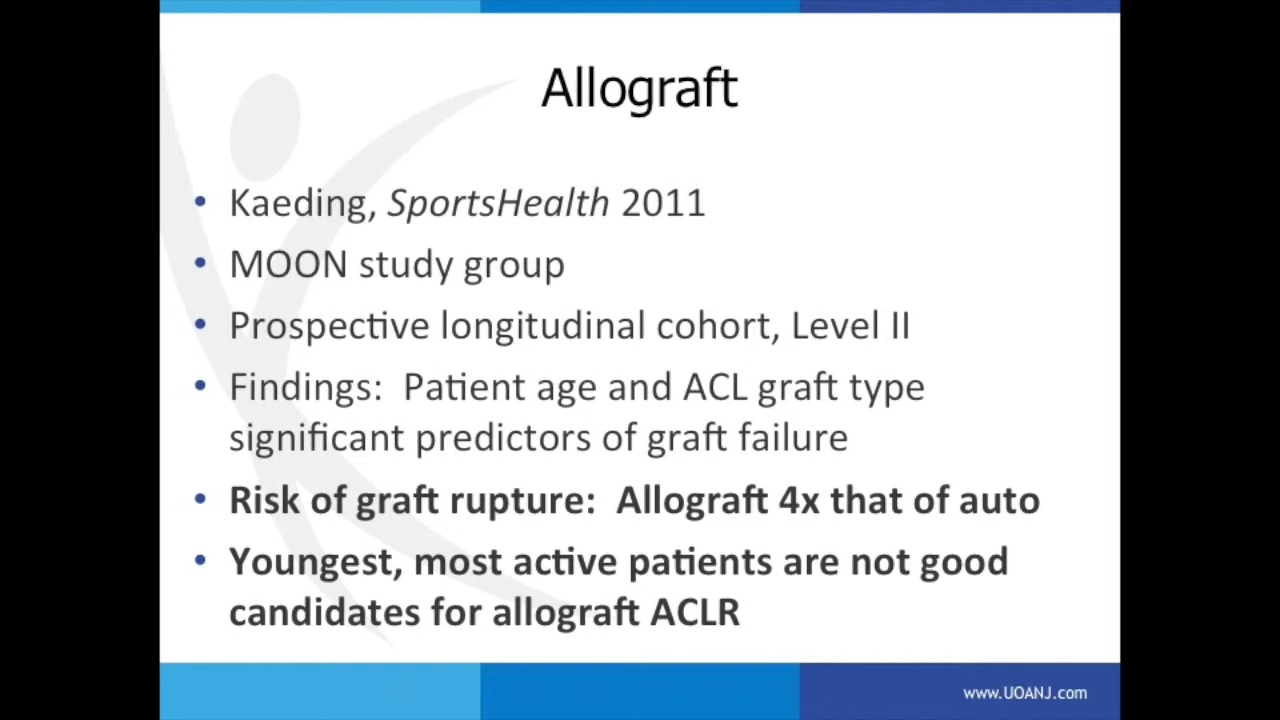 Allograft
• Kaeding, SportsHealth 2011
• MOON study group
• Prospective longitudinal cohort, Level II
• Findings:  Patient age and ACL graft type
significant predictors of graft failure
• Risk of graft rupture:  Allograft 4x that of auto
• Youngest, most active patients are not good
candidates for allograft ACLR
www.UOANJ.com